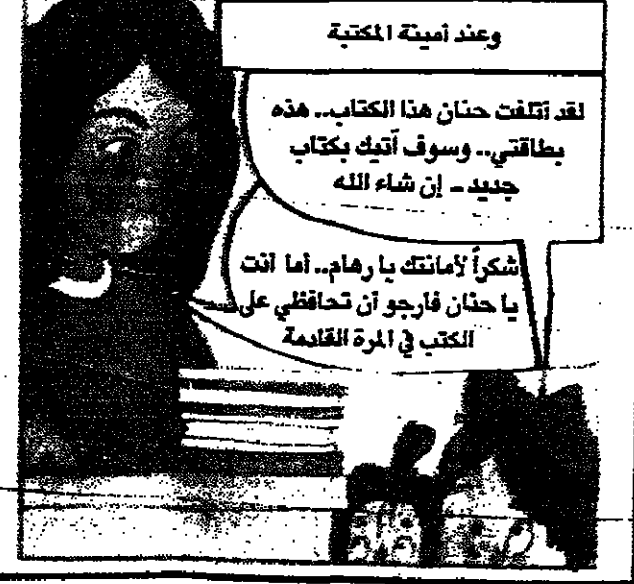 وعند أمينة المكتبة
لقد أتلفت حنان هذا الكتاب.. هذه
بطاقتي.. وسوف آتيك بكتاب
جديد - إن شاء الله
شكراً لأمانتك يا رهام.. أما أنت
يا حنان فارجو أن تحافظي على
الكتب في المرة القادمة